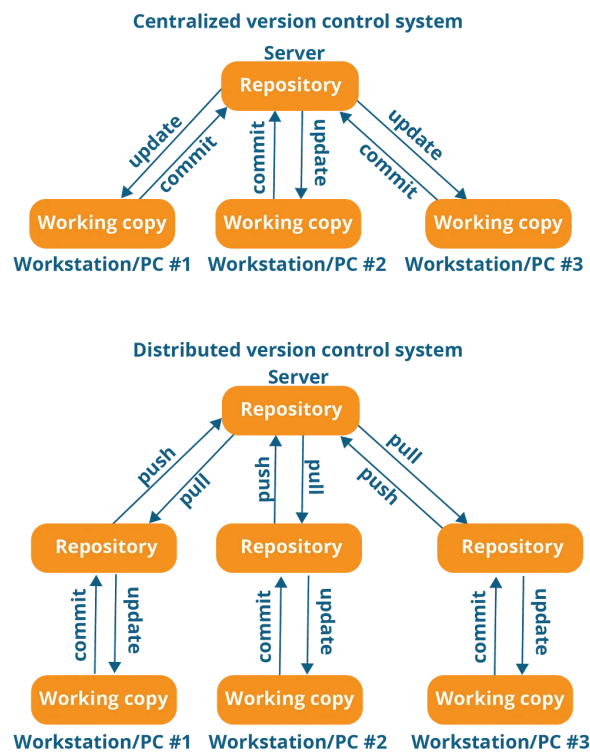 Centralized version control system
Server
Repository
update
commit
commit
update
update
commit
Working copy
Working copy
Working copy
Workstation/PC #1
Workstation/PC #2
Workstation/PC #3
Distributed version control system
Server
Repository
push
pull
push
pull
pull
push
Repository
Repository
Repository
commit
update
commit
update
commit
update
Working copy
Working copy
Working copy
Workstation/PC #1
Workstation/PC #2
Workstation/PC #3